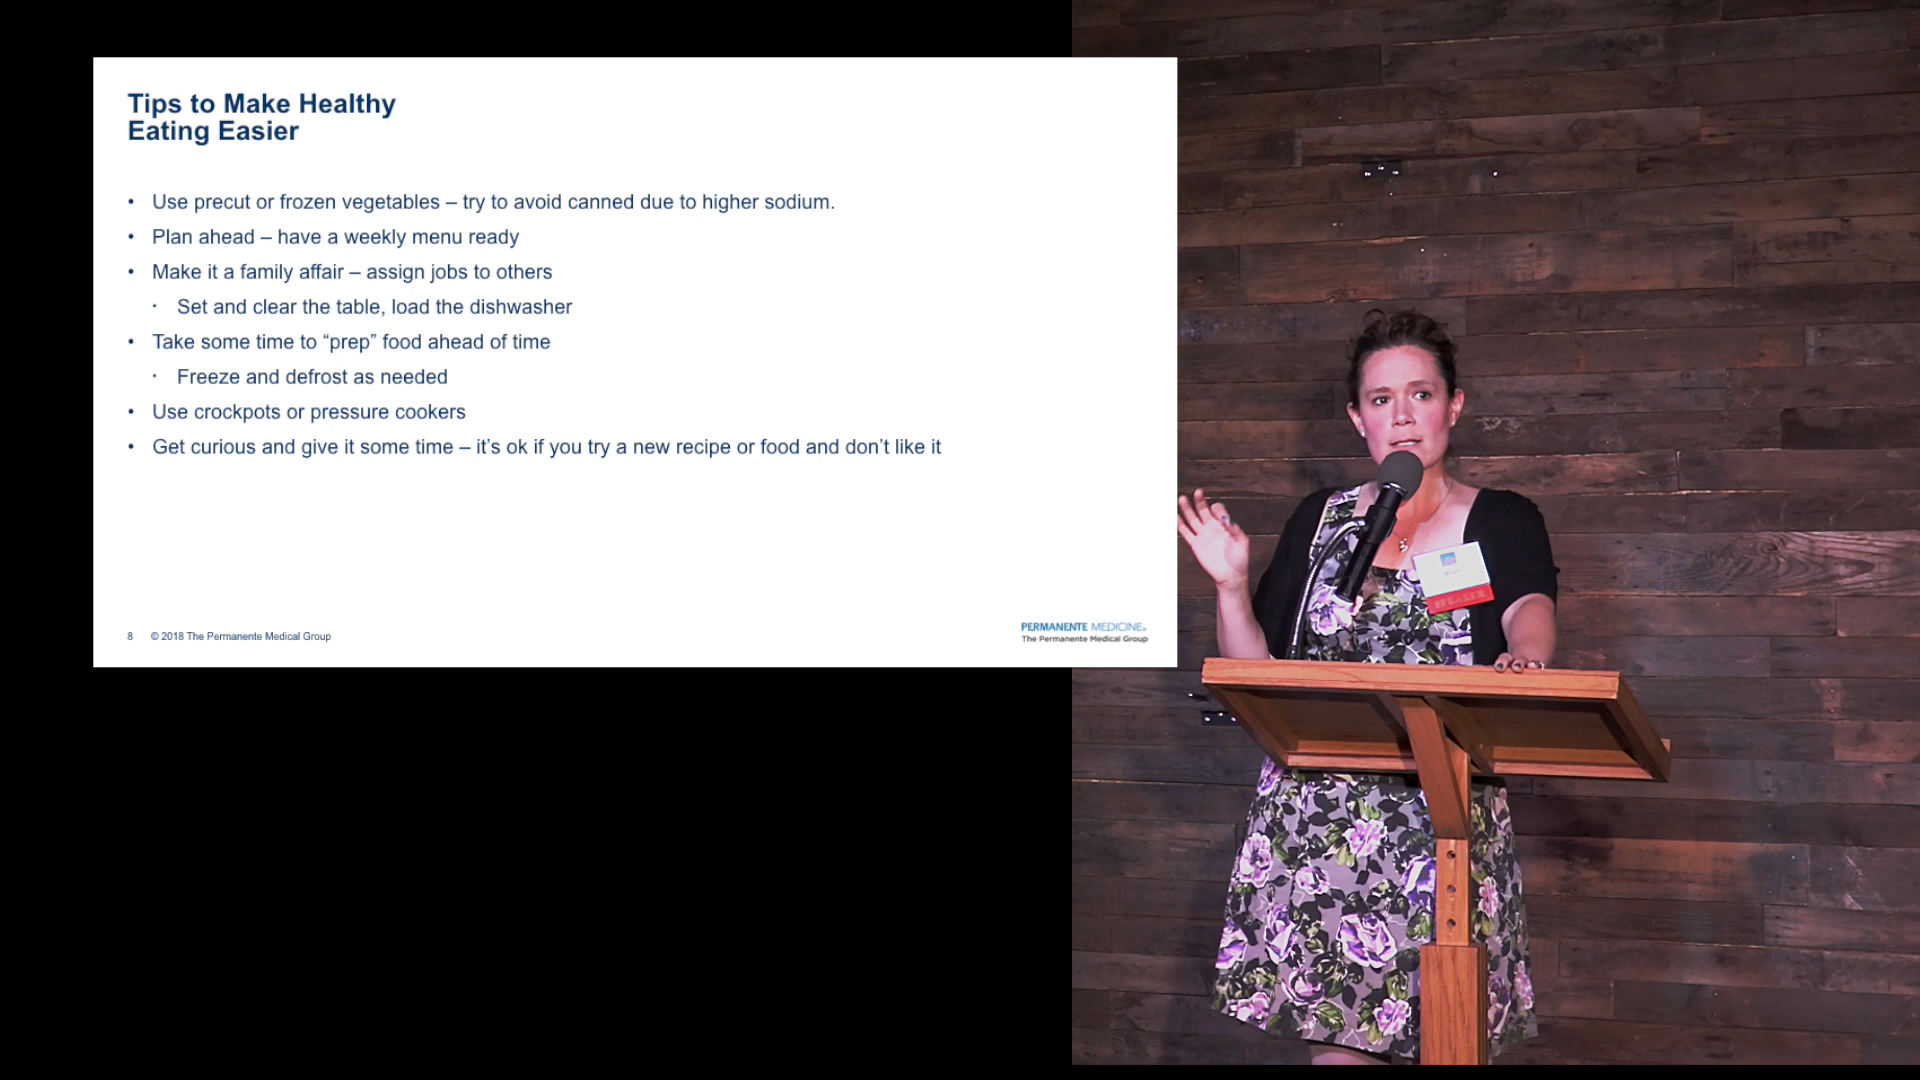 Tips to Make Healthy
Eating Easier
• Use precut or frozen vegetables – try to avoid canned due to higher sodium.
• Plan ahead – have a weekly menu ready
• Make it a family affair – assign jobs to others
• Set and clear the table, load the dishwasher
• Take some time to “prep” food ahead of time
• Freeze and defrost as needed
• Use crockpots or pressure cookers
• Get curious and give it some time – it’s ok if you try a new recipe or food and don’t like it
8 © 2018 The Permanente Medical Group
PERMANENTE MEDICINE®
The Permanente Medical Group
SPEAKER